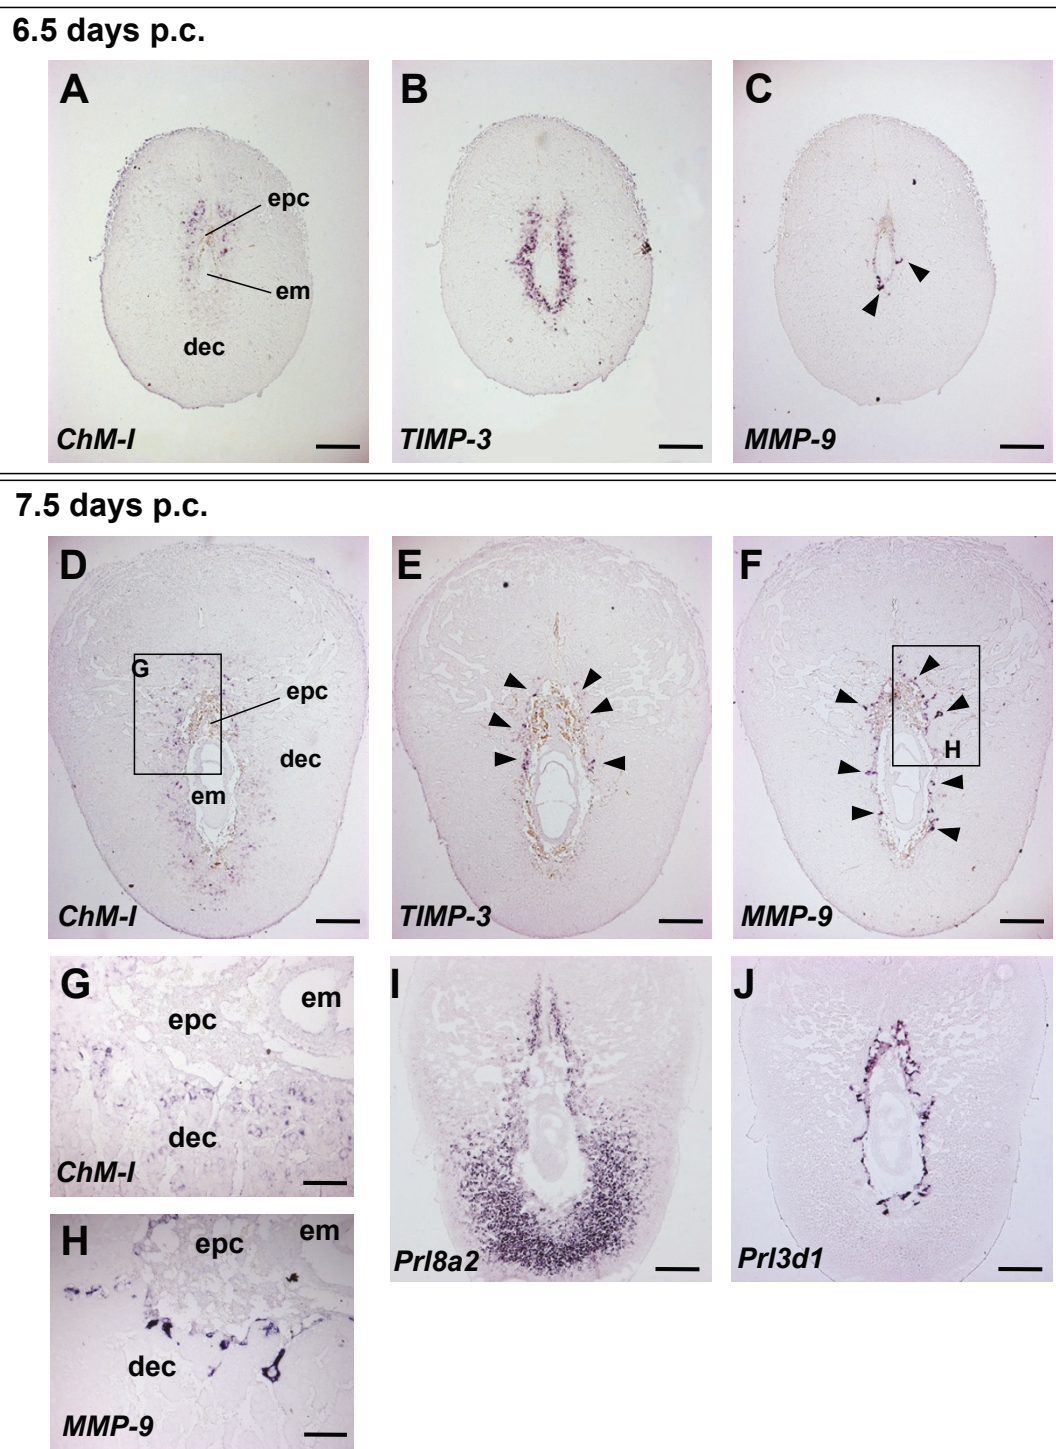 6.5 days p.c.
A
epc
em
dec
ChM-I
B
TIMP-3
C
MMP-9
7.5 days p.c.
D
G
epc
dec
em
ChM-I
E
TIMP-3
F
H
MMP-9
G
em
epc
dec
ChM-I
H
epc
em
dec
MMP-9
I
Prl8a2
J
Prl3d1